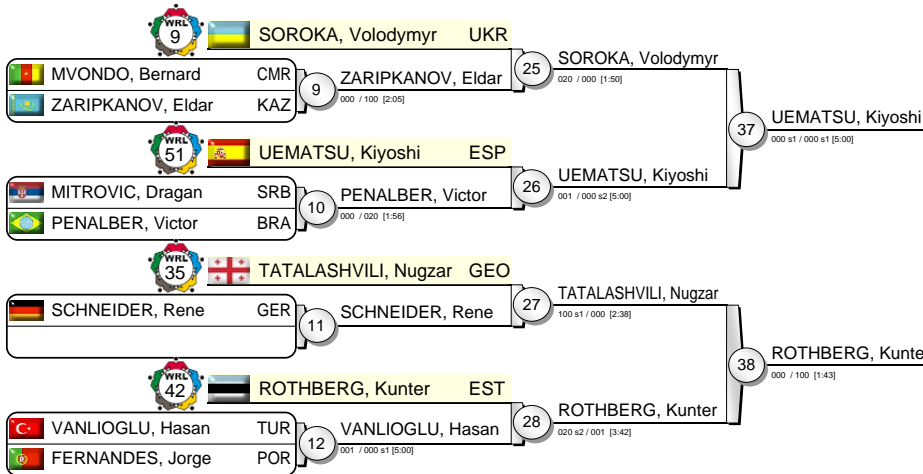 WRL
9
SOROKA, Volodymyr UKR
MVONDO, Bernard CMR
ZARIPKANOV, Eldar KAZ
9
ZARIPKANOV, Eldar
000 / 100 [2:05]
25
SOROKA, Volodymyr
020 / 000 [1:50]
WRL
51
UEMATSU, Kiyoshi ESP
MITROVIC, Dragan SRB
PENALBER, Victor BRA
10
PENALBER, Victor
000 / 020 [1:56]
26
UEMATSU, Kiyoshi
001 / 000 s2 [5:00]
37
UEMATSU, Kiyoshi
000 s1 / 000 s1 [5:00]
WRL
35
TATALASHVILI, Nugzar GEO
SCHNEIDER, Rene GER
11
SCHNEIDER, Rene
27
TATALASHVILI, Nugzar
100 s1 / 000 [2:38]
WRL
42
ROTHBERG, Kunter EST
VANLIOGLU, Hasan TUR
FERNANDES, Jorge POR
12
VANLIOGLU, Hasan
001 / 000 s1 [5:00]
28
ROTHBERG, Kunter
020 s2 / 001 [3:42]
38
ROTHBERG, Kunte
000 / 100 [1:43]